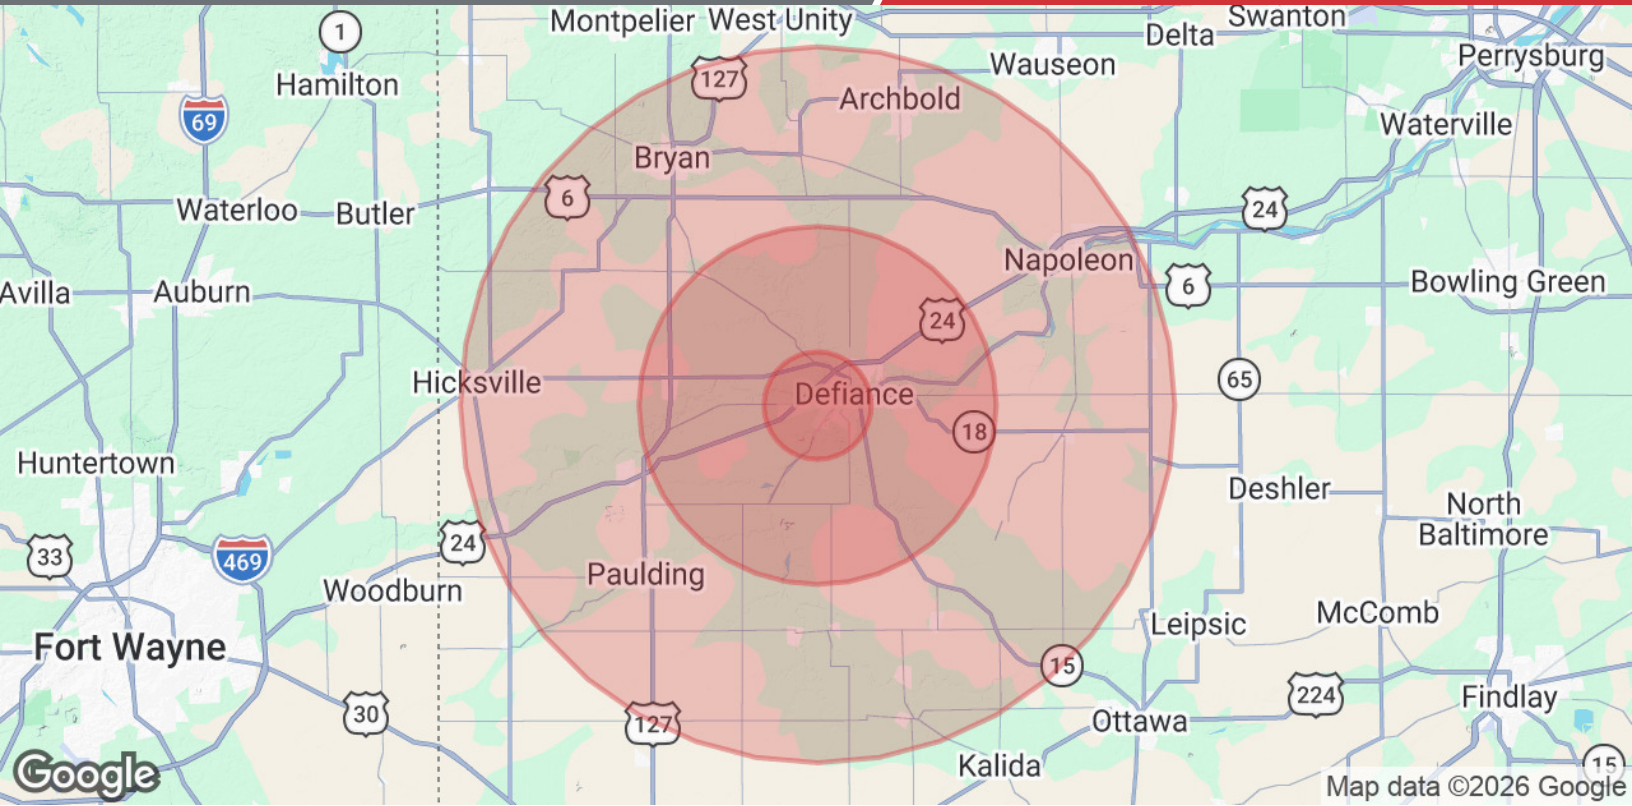 Montpelier
West Unity
Swanton
Delta
1
Hamilton
127
Wauseon
Perrysburg
Archbold
69
Waterville
Bryan
6
Waterloo
Butler
24
Napoleon
Avilla
Auburn
6
Bowling Green
24
Hicksville
Defiance
65
18
Huntertown
Deshler
North
Baltimore
33
469
24
Woodburn
Paulding
Leipsic
McComb
Fort Wayne
15
30
127
224
Findlay
Ottawa
Kalida
15
Google
Map data ©2026 Google